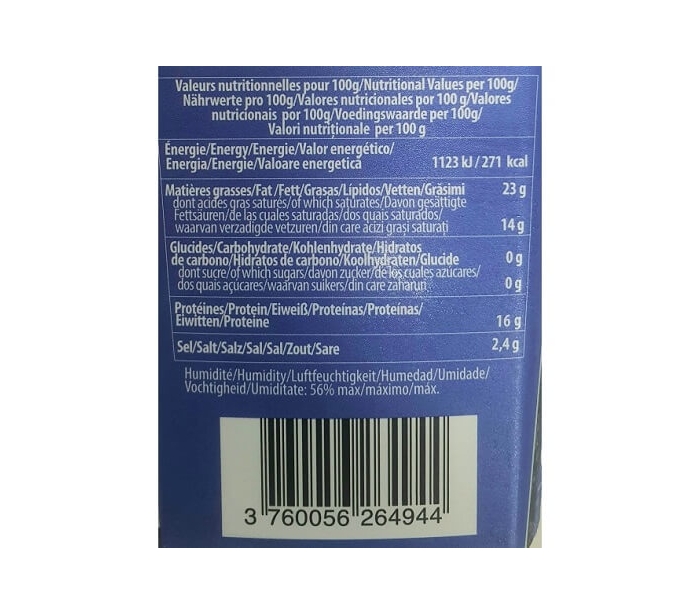 Valeurs nutritionnelles pour 100g/Nutritional Values per 100g/
Nährwerte pro 100g/Valores nutricionales por 100 g/Valores
nutricionais por 100g/Voedingswaarde per 100g/
Valori nutriționale per 100 g
Énergie/Energy/Energie/Valor energético/
Energia/Energie/Valoare energetică 1123 kJ / 271 kcal
Matières grasses/Fat /Fett/Grasas/Lípidos/Vetten/Grăsimi 23 g
dont acides gras saturés/of which saturates/Davon gesättigte
Fettsäuren/de las cuales saturadas/dos quais saturados/
waarvan verzadigde vetzuren/din care acizi grași saturați 14 g
Glucides/Carbohydrate/Kohlenhydrate/Hidratos
de carbono/Hidratos de carbono/Koolhydraten/Glucide 0 g
dont sucre/of which sugars/davon zucker/de los cuales azúcares/
dos quais açucares/waarvan suikers/din care zaharuri 0 g
Protéines/Protein/Eiweiß/Proteínas/Proteínas/
Eiwitten/Proteine 16 g
Sel/Salt/Salz/Sal/Sal/Zout/Sare 2,4 g
Humidité/Humidity/Luftfeuchtigkeit/Humedad/Umidade/
Vochtigheid/Umiditate: 56% max/máximo/máx.
3 760056 264944